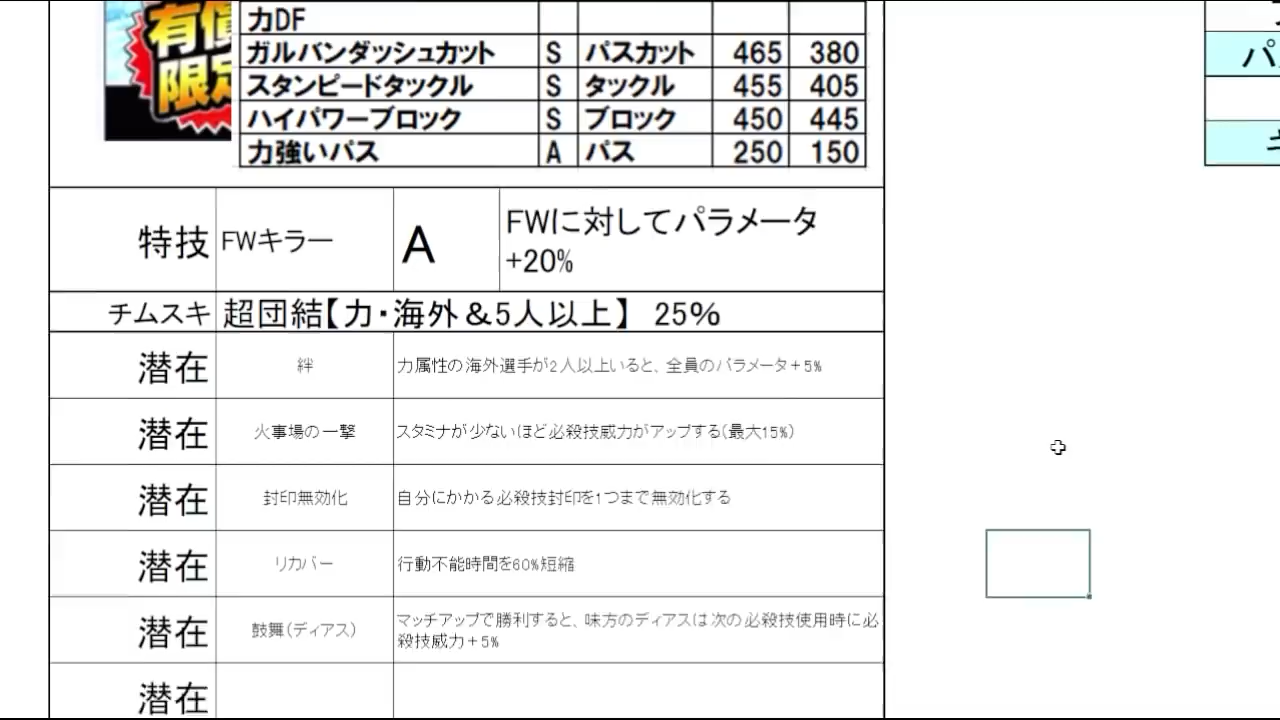 有償
限定
力DF
ガルバンダッシュカット S パスカット 465 380
スタンピードタックル S タックル 455 405
ハイパワーブロック S ブロック 450 445
力強いパス A パス 250 150
特技 FWキラー A FWに対してパラメータ
+20%
チムスキ 超団結【力・海外&5人以上】 25%
潜在 絆 力属性の海外選手が2人以上いると、全員のパラメータ+5%
潜在 火事場の一撃 スタミナが少ないほど必殺技威力がアップする(最大15%)
潜在 封印無効化 自分にかかる必殺技封印を1つまで無効化する
潜在 リカバー 行動不能時間を60%短縮
潜在 鼓舞(ディアス) マッチアップで勝利すると、味方のディアスは次の必殺技使用時に必
殺技威力+5%
潜在
パ